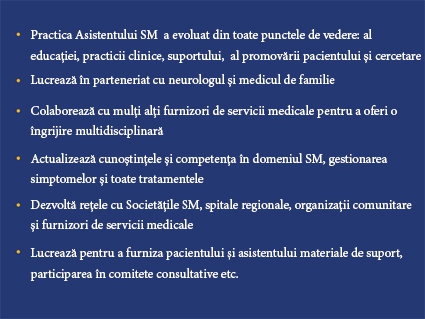 • Practica Asistentului SM  a evoluat din toate punctele de vedere: al
educației, practicii clinice, suportului,  al promovării pacientului și cercetare
• Lucrează în parteneriat cu neurologul și medicul de familie
• Colaborează cu mulți alți furnizori de servicii medicale pentru a oferi o
îngrijire multidisciplinară
• Actualizează cunoștințele și competența în domeniul SM, gestionarea
simptomelor și toate tratamentele
• Dezvoltă rețele cu Societățile SM, spitale regionale, organizații comunitare
și furnizori de servicii medicale
• Lucrează pentru a furniza pacientului și asistentului materiale de suport,
participarea în comitete consultative etc.